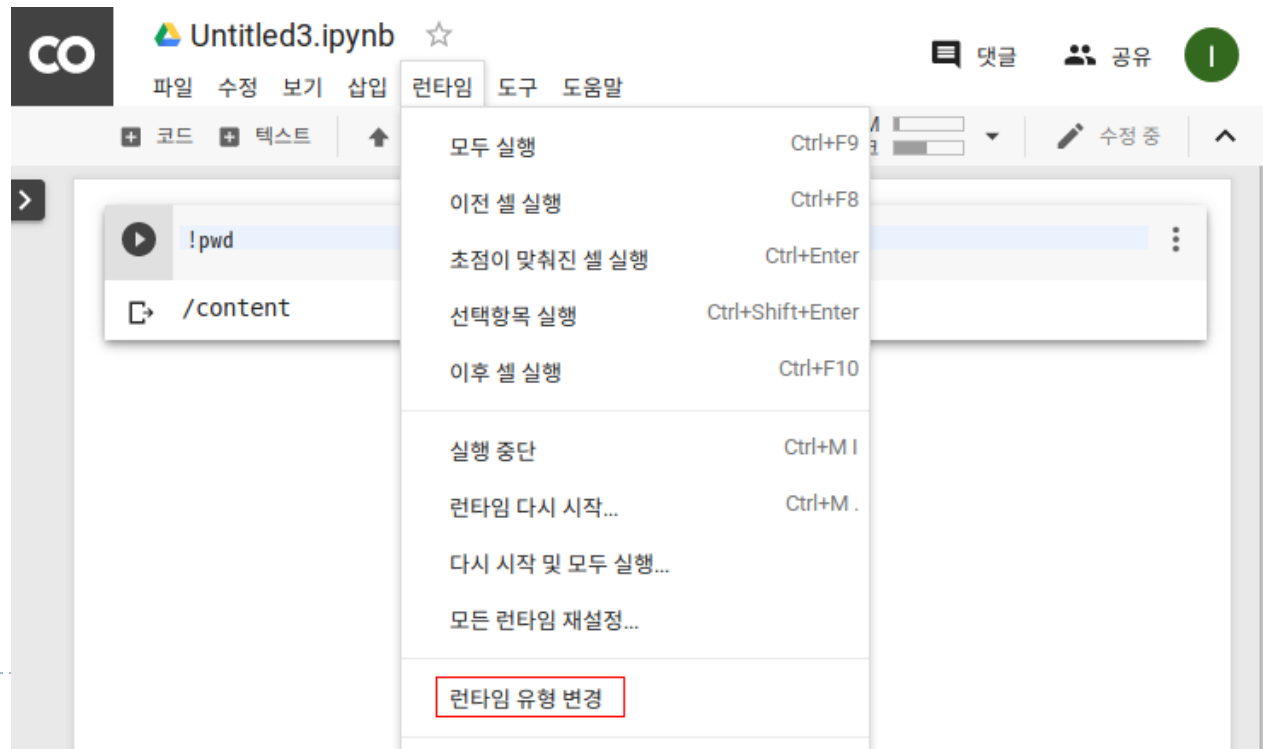 CO
Untitled3.ipynb
댓글 공유 I
파일 수정 보기 삽입 런타임 도구 도움말
코드 텍스트 수정 중
모두 실행 Ctrl+F9
이전 셀 실행 Ctrl+F8
!pwd
초점이 맞춰진 셀 실행 Ctrl+Enter
/content
선택항목 실행 Ctrl+Shift+Enter
이후 셀 실행 Ctrl+F10
실행 중단 Ctrl+M I
런타임 다시 시작... Ctrl+M .
다시 시작 및 모두 실행...
모든 런타임 재설정...
런타임 유형 변경